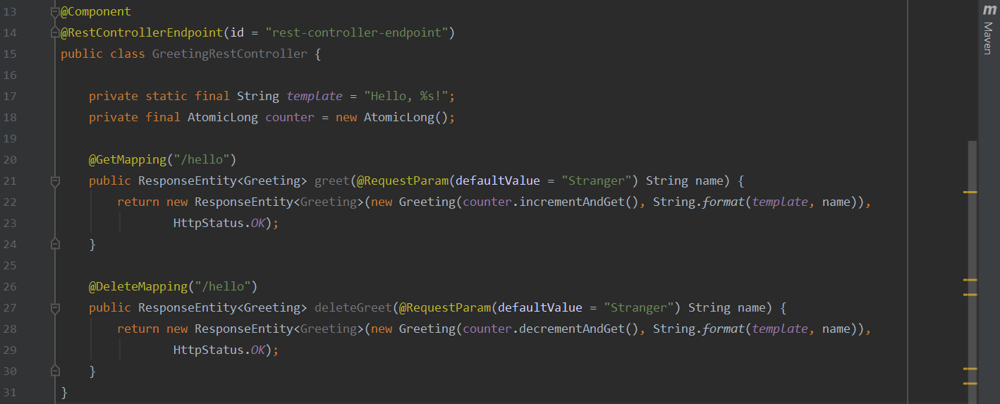 13 @Component
14 @RestControllerEndpoint(id = "rest-controller-endpoint")
15 public class GreetingRestController {
16
17     private static final String template = "Hello, %s!";
18     private final AtomicLong counter = new AtomicLong();
19
20     @GetMapping("/hello")
21     public ResponseEntity<Greeting> greet(@RequestParam(defaultValue = "Stranger") String name) {
22         return new ResponseEntity<Greeting>(new Greeting(counter.incrementAndGet(), String.format(template, name)),
23                 HttpStatus.OK);
24     }
25
26     @DeleteMapping("/hello")
27     public ResponseEntity<Greeting> deleteGreet(@RequestParam(defaultValue = "Stranger") String name) {
28         return new ResponseEntity<Greeting>(new Greeting(counter.decrementAndGet(), String.format(template, name)),
29                 HttpStatus.OK);
30     }
31 }
m
Maven